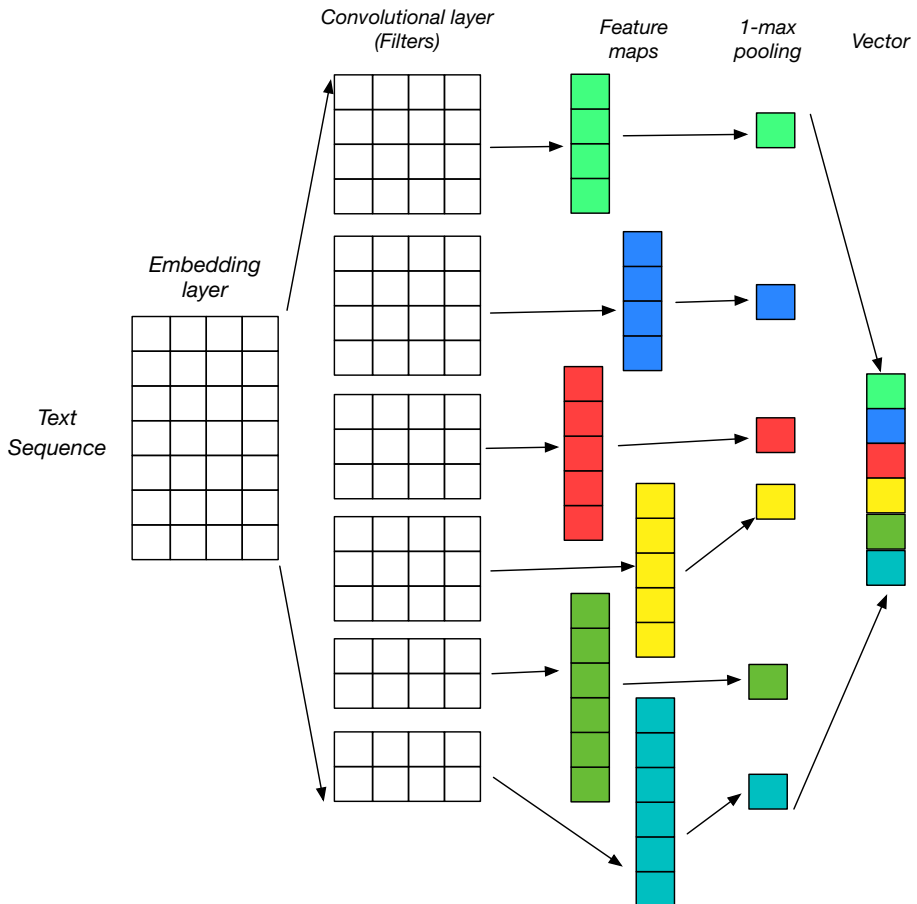 Convolutional layer
(Filters)
Feature
maps
1-max
pooling
Vector
Embedding
layer
Text
Sequence